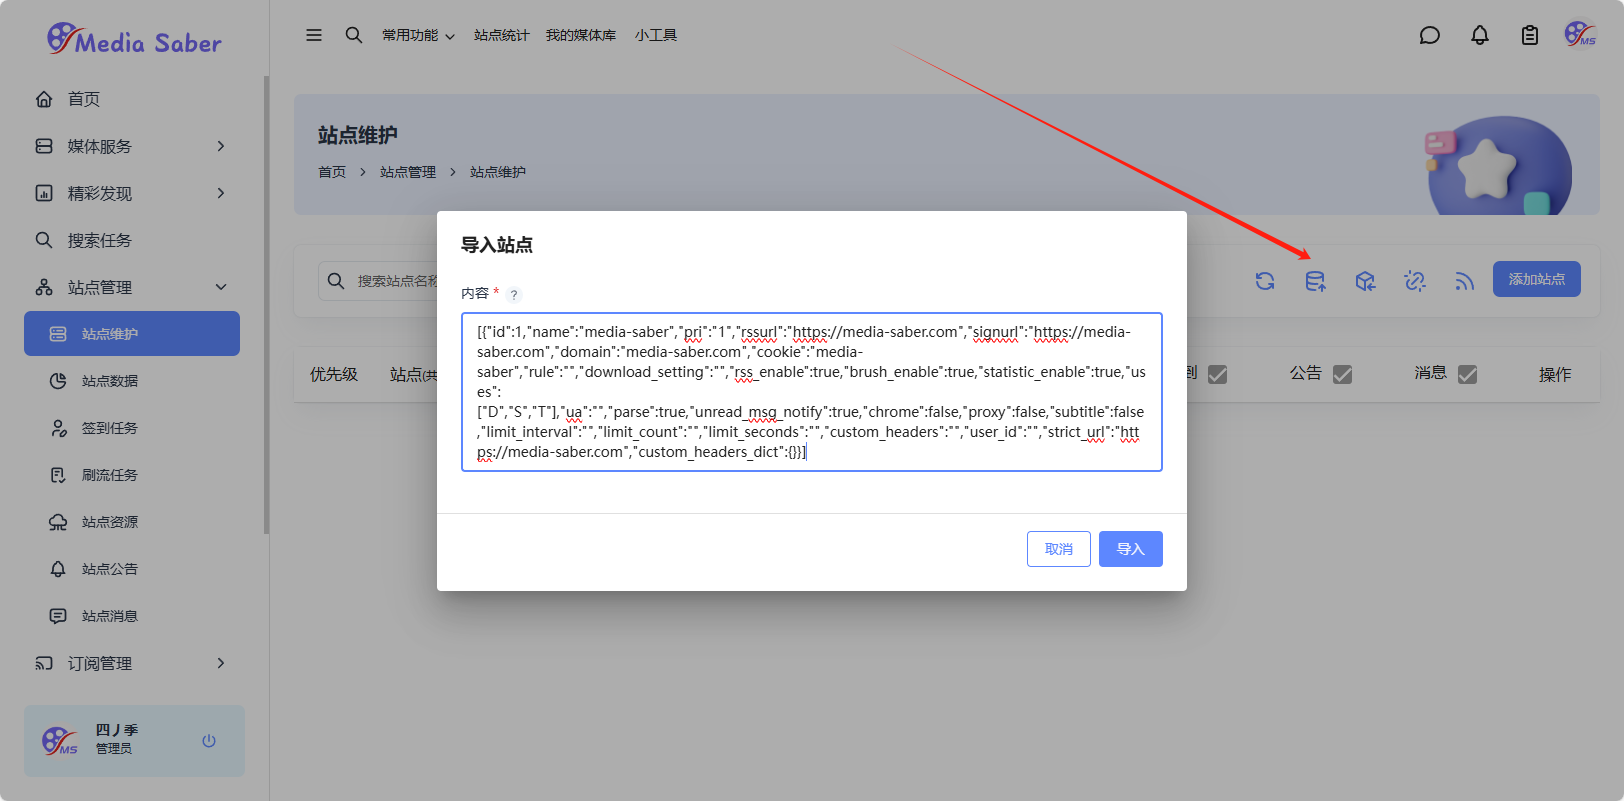 Media Saber
常用功能
站点统计
我的媒体库
小工具
首页
媒体服务
精彩发现
搜索任务
站点管理
站点维护
站点数据
签到任务
刷流任务
站点资源
站点公告
站点消息
订阅管理
MS
四丿季
管理员
MS
站点维护
首页 > 站点管理 > 站点维护
搜索站点名称
添加站点
优先级
站点(共
到
公告
消息
操作
导入站点
内容 * ?
[{"id":1,"name":"media-saber","pri":"1","rssurl":"https://media-saber.com","signurl":"https://media-
saber.com","domain":"media-saber.com","cookie":"media-
saber","rule":"","download_setting":"","rss_enable":true,"brush_enable":true,"statistic_enable":true,"us
es":
["D","S","T"],"ua":"","parse":true,"unread_msg_notify":true,"chrome":false,"proxy":false,"subtitle":false
,"limit_interval":"","limit_count":"","limit_seconds":"","custom_headers":"","user_id":"","strict_url":"htt
ps://media-saber.com","custom_headers_dict":{}}]
取消
导入